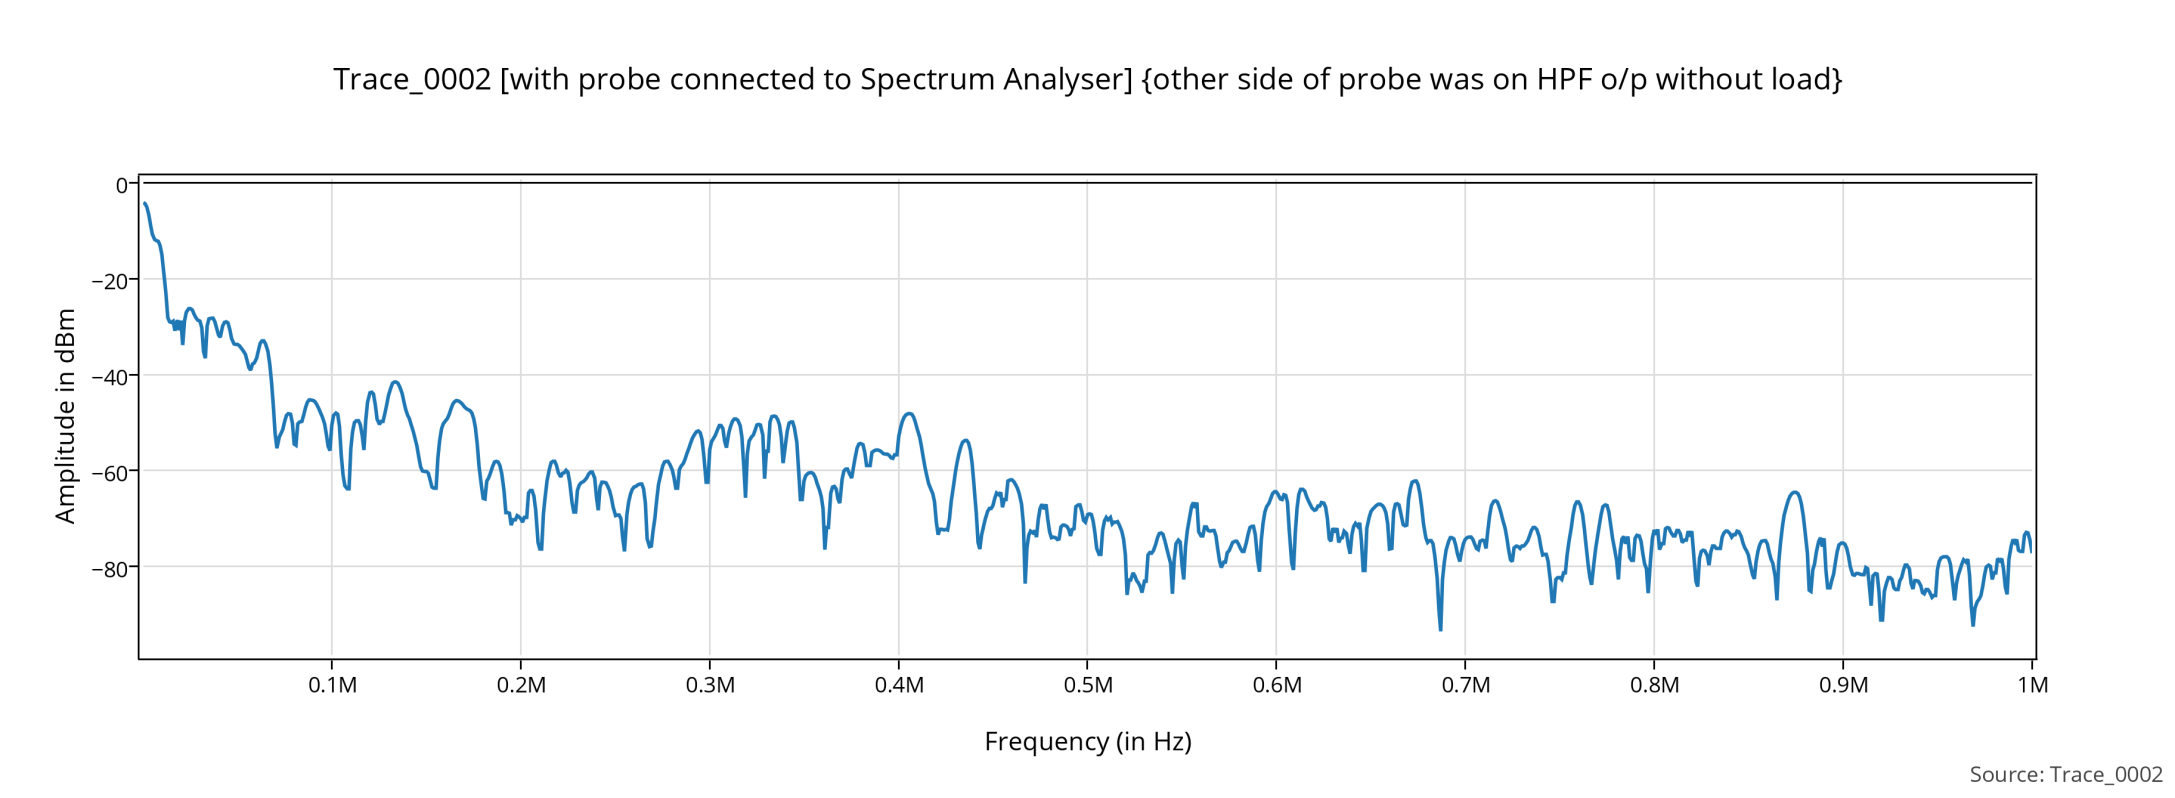 Trace_0002 [with probe connected to Spectrum Analyser] {other side of probe was on HPF o/p without load}
0
−20
−40
−60
−80
Amplitude in dBm
0.1M 0.2M 0.3M 0.4M 0.5M 0.6M 0.7M 0.8M 0.9M 1M
Frequency (in Hz)
Source: Trace_0002